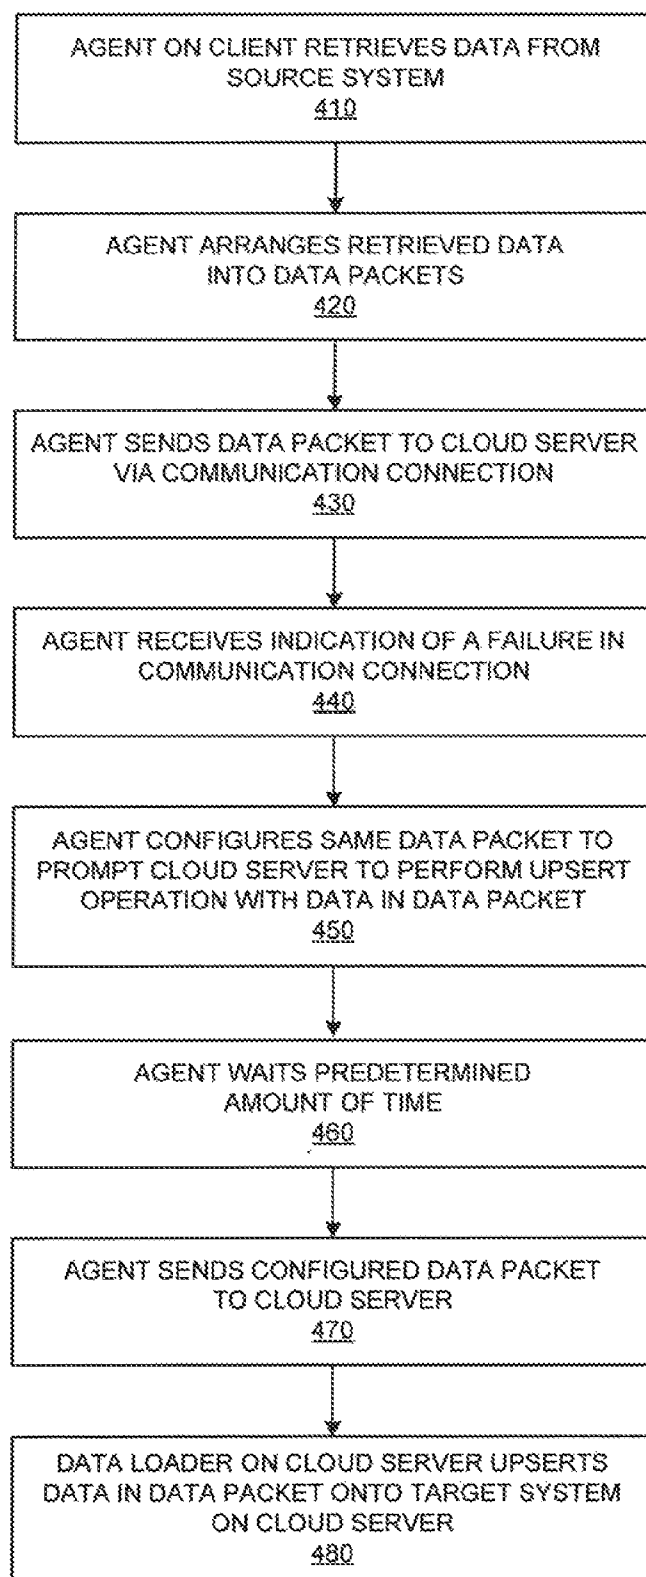 AGENT ON CLIENT RETRIEVES DATA FROM
SOURCE SYSTEM
410
AGENT ARRANGES RETRIEVED DATA
INTO DATA PACKETS
420
AGENT SENDS DATA PACKET TO CLOUD SERVER
VIA COMMUNICATION CONNECTION
430
AGENT RECEIVES INDICATION OF A FAILURE IN
COMMUNICATION CONNECTION
440
AGENT CONFIGURES SAME DATA PACKET TO
PROMPT CLOUD SERVER TO PERFORM UPSERT
OPERATION WITH DATA IN DATA PACKET
450
AGENT WAITS PREDETERMINED
AMOUNT OF TIME
460
AGENT SENDS CONFIGURED DATA PACKET
TO CLOUD SERVER
470
DATA LOADER ON CLOUD SERVER UPSERTS
DATA IN DATA PACKET ONTO TARGET SYSTEM
ON CLOUD SERVER
480